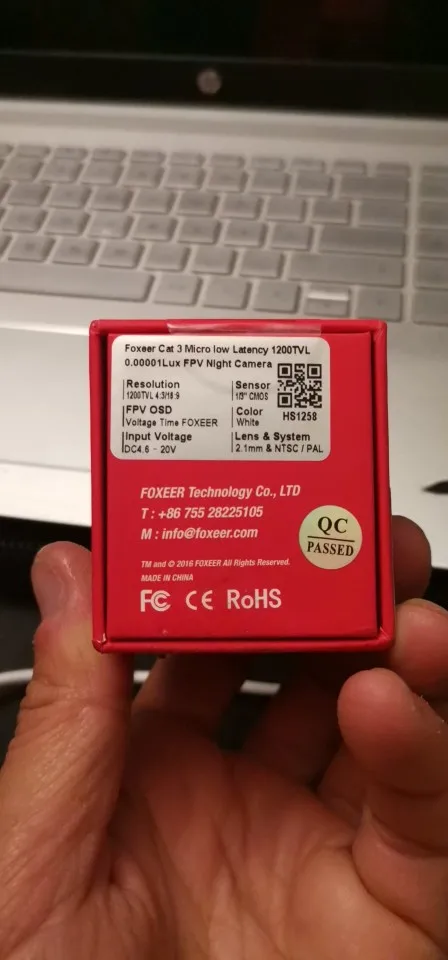 Foxeer Cat 3 Micro low Latency 1200TVL
0.00001Lux FPV Night Camera
Resolution
1200TVL 4:3/16:9
Sensor
1/3" CMOS
FPV OSD
Voltage Time FOXEER
Color
White
HS1258
Input Voltage
DC4.6 - 20V
Lens & System
2.1mm & NTSC / PAL
FOXEER Technology Co., LTD
T : +86 755 28225105
M : info@foxeer.com
QC
PASSED
TM and © 2016 FOXEER All Rights Reserved.
MADE IN CHINA
FC CE RoHS